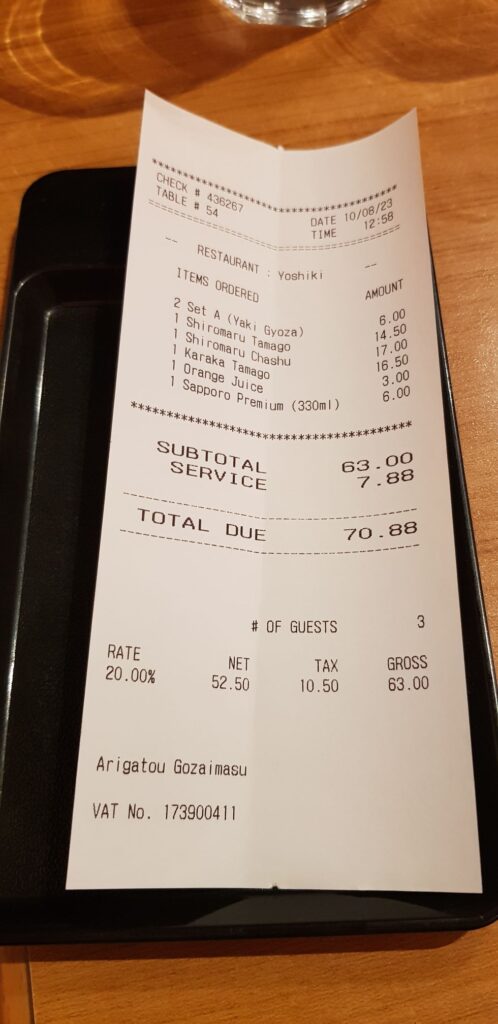 ********************************
CHECK # 436267
TABLE # 54
DATE 10/08/23
TIME 12:58
================================
-- RESTAURANT : Yoshiki --
ITEMS ORDERED AMOUNT
2 Set A (Yaki Gyoza) 6.00
1 Shiromaru Tamago 14.50
1 Shiromaru Chashu 17.00
1 Karaka Tamago 16.50
1 Orange Juice 3.00
1 Sapporo Premium (330ml) 6.00
********************************
SUBTOTAL 63.00
SERVICE 7.88
--------------------------------
TOTAL DUE 70.88
--------------------------------
# OF GUESTS 3
RATE NET TAX GROSS
20.00% 52.50 10.50 63.00
Arigatou Gozaimasu
VAT No. 173900411